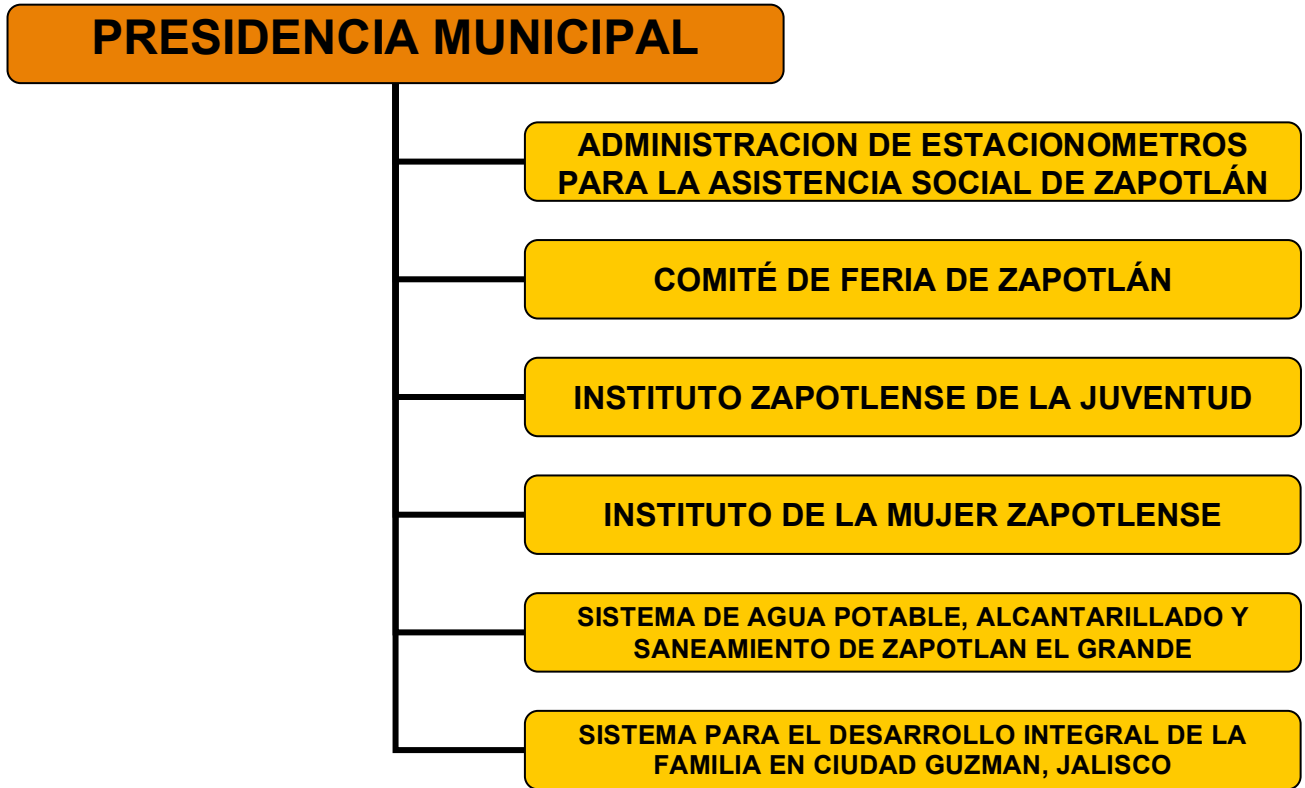 PRESIDENCIA MUNICIPAL
ADMINISTRACION DE ESTACIONOMETROS
PARA LA ASISTENCIA SOCIAL DE ZAPOTLÁN
COMITÉ DE FERIA DE ZAPOTLÁN
INSTITUTO ZAPOTLENSE DE LA JUVENTUD
INSTITUTO DE LA MUJER ZAPOTLENSE
SISTEMA DE AGUA POTABLE, ALCANTARILLADO Y
SANEAMIENTO DE ZAPOTLAN EL GRANDE
SISTEMA PARA EL DESARROLLO INTEGRAL DE LA
FAMILIA EN CIUDAD GUZMAN, JALISCO